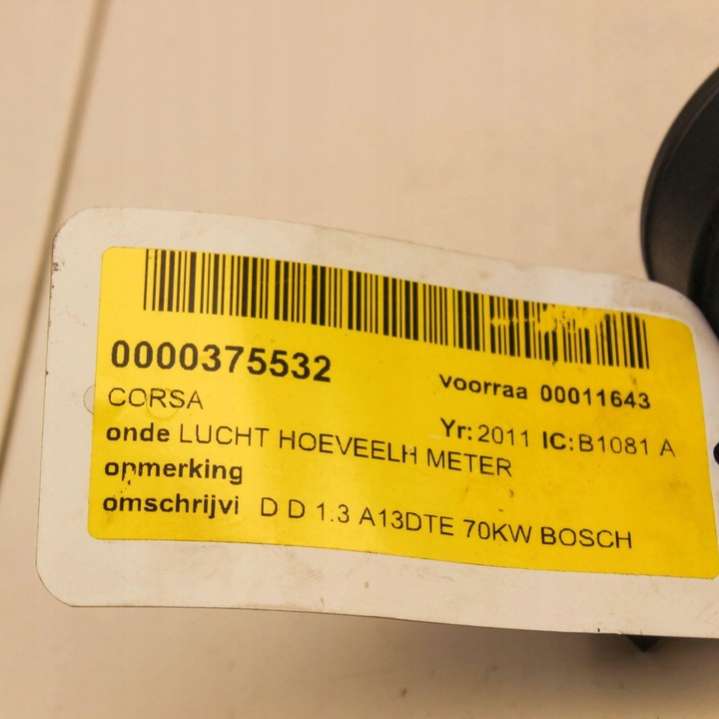 0000375532 voorraa 00011643
CORSA Yr: 2011 IC: B1081 A
onde LUCHT HOEVEELH METER
opmerking
omschrijvi D D 1.3 A13DTE 70KW BOSCH